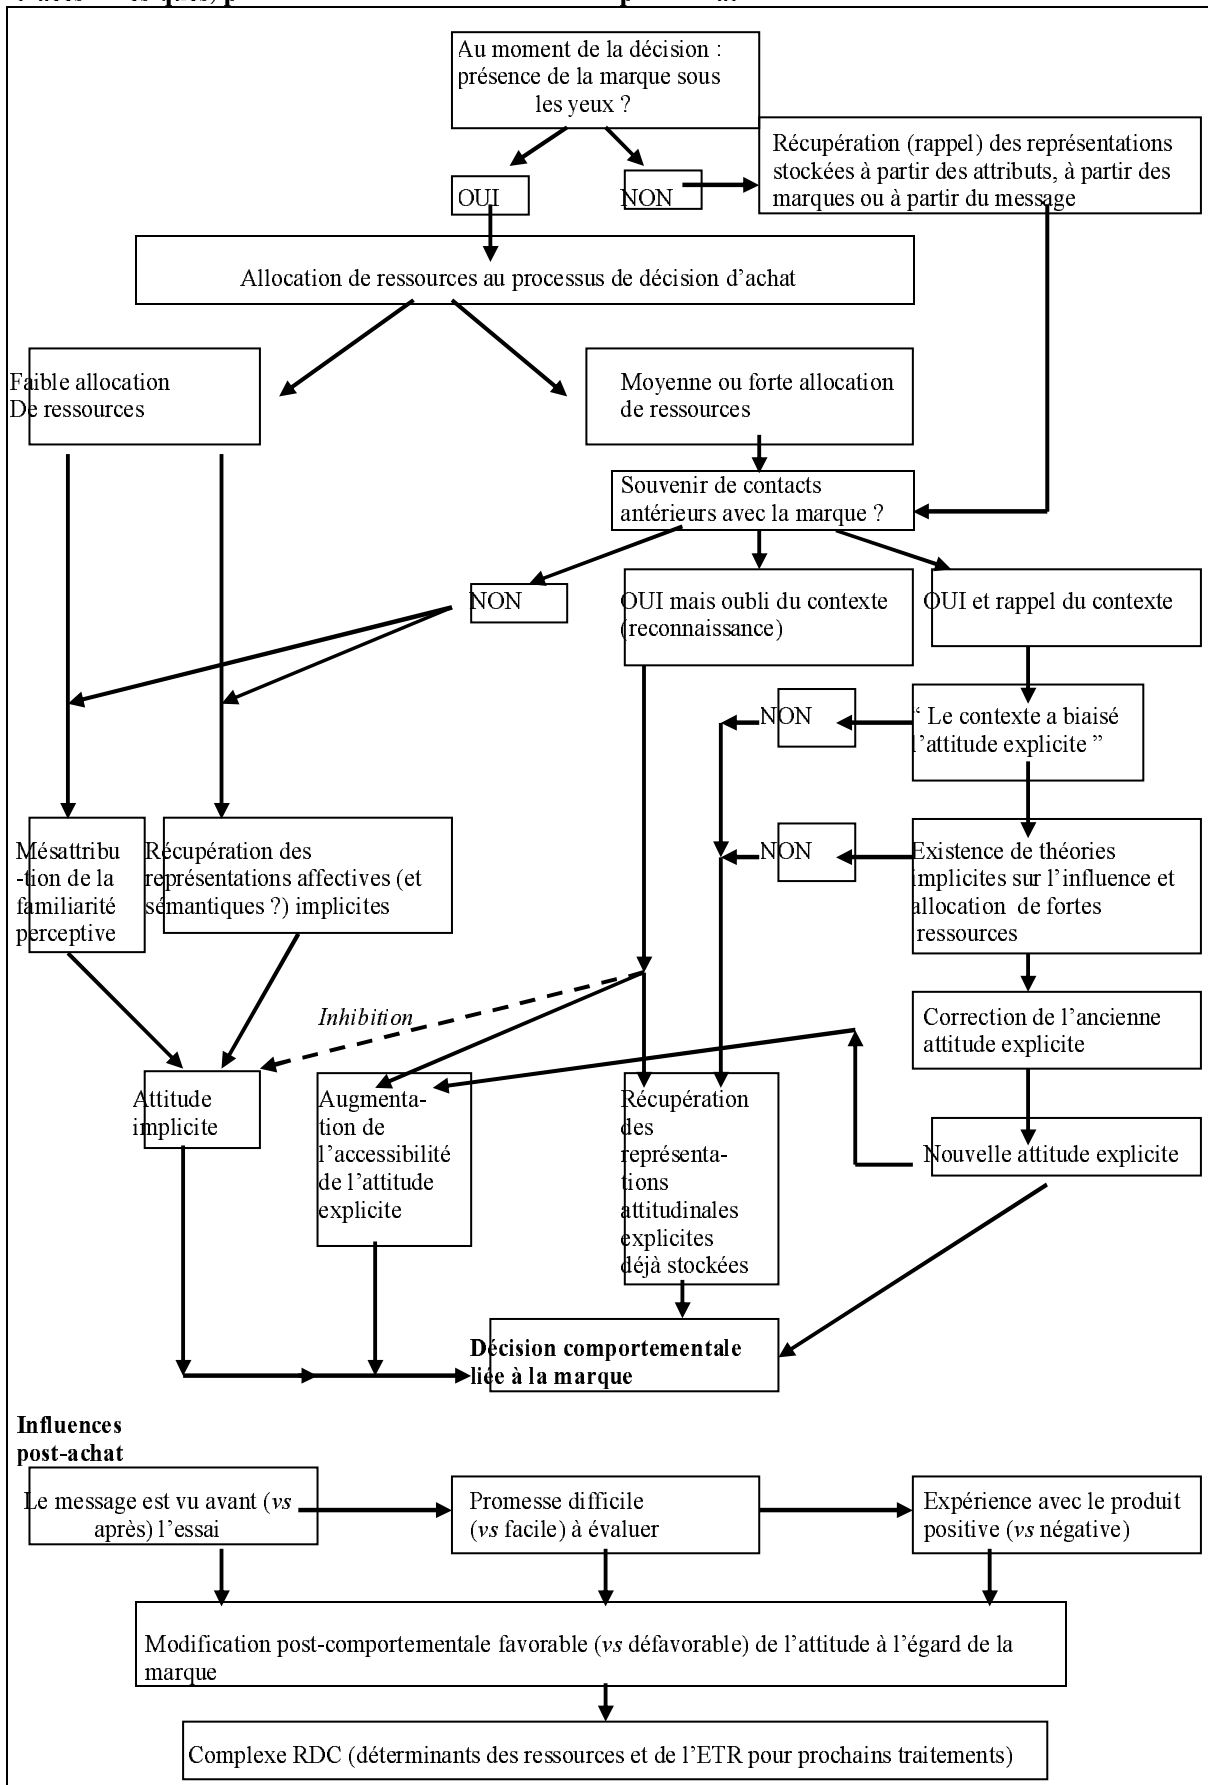 Au moment de la décision :
présence de la marque sous
les yeux ?
Récupération (rappel) des représentations
stockées à partir des attributs, à partir des
marques ou à partir du message
OUI
NON
Allocation de ressources au processus de décision d'achat
Faible allocation
De ressources
Moyenne ou forte allocation
de ressources
Souvenir de contacts
antérieurs avec la marque ?
NON
OUI mais oubli du contexte
(reconnaissance)
OUI et rappel du contexte
NON
“ Le contexte a biaisé
l'attitude explicite ”
NON
Existence de théories
implicites sur l'influence et
allocation de fortes
ressources
Mésattribu
-tion de la
familiarité
perceptive
Récupération des
représentations affectives (et
sémantiques ?) implicites
Inhibition
Correction de l'ancienne
attitude explicite
Attitude
implicite
Augmenta-
tion de
l'accessibilité
de l'attitude
explicite
Récupération
des
représenta-
tions
attitudinales
explicites
déjà stockées
Nouvelle attitude explicite
Décision comportementale
liée à la marque
Influences
post-achat
Le message est vu avant (vs
après) l'essai
Promesse difficile
(vs facile) à évaluer
Expérience avec le produit
positive (vs négative)
Modification post-comportementale favorable (vs défavorable) de l'attitude à l'égard de la
marque
Complexe RDC (déterminants des ressources et de l'ETR pour prochains traitements)